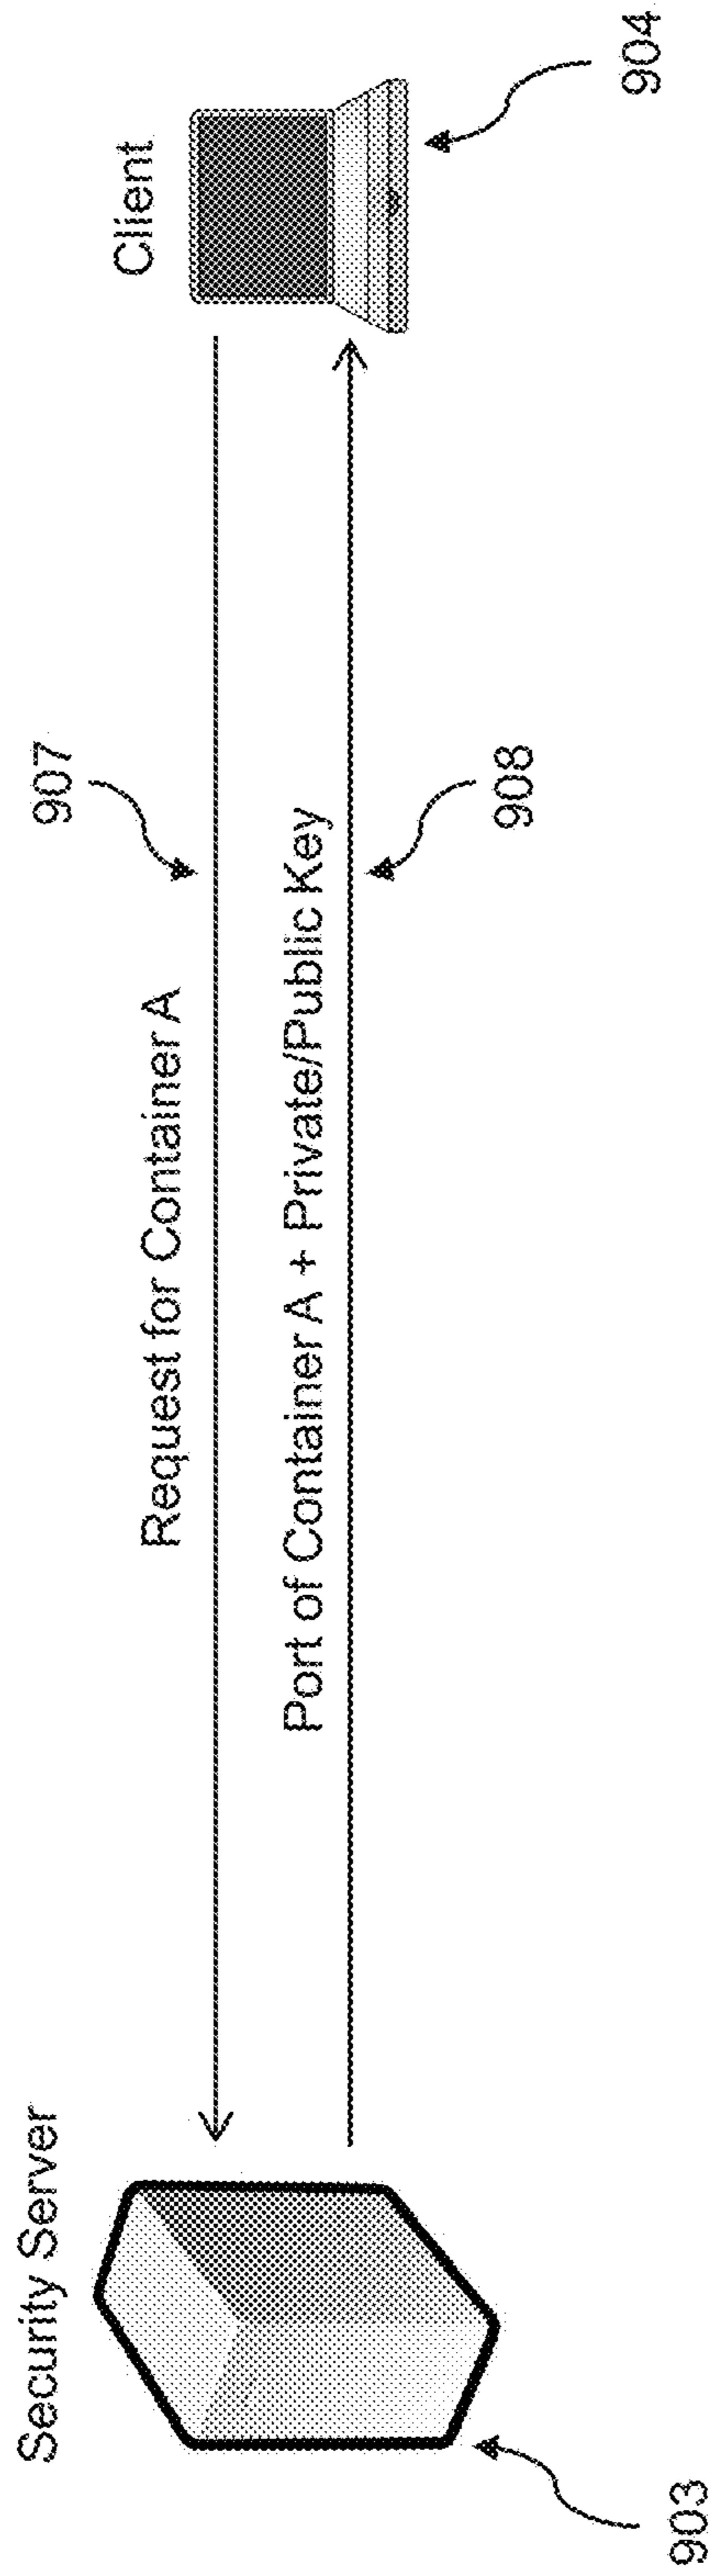 Security Server
Client
907
Request for Container A
Port of Container A + Private/Public Key
908
903
904